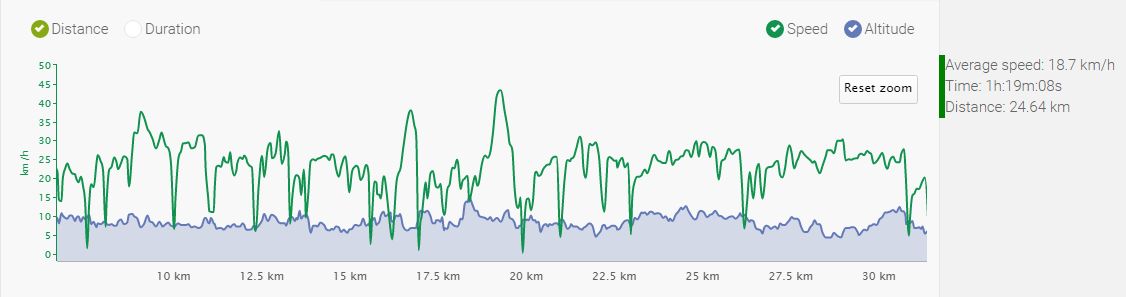 Distance Duration Speed Altitude
50
45
40
35
30
25
20
15
10
5
0
km /h
Reset zoom
10 km 12.5 km 15 km 17.5 km 20 km 22.5 km 25 km 27.5 km 30 km
Average speed: 18.7 km/h
Time: 1h:19m:08s
Distance: 24.64 km